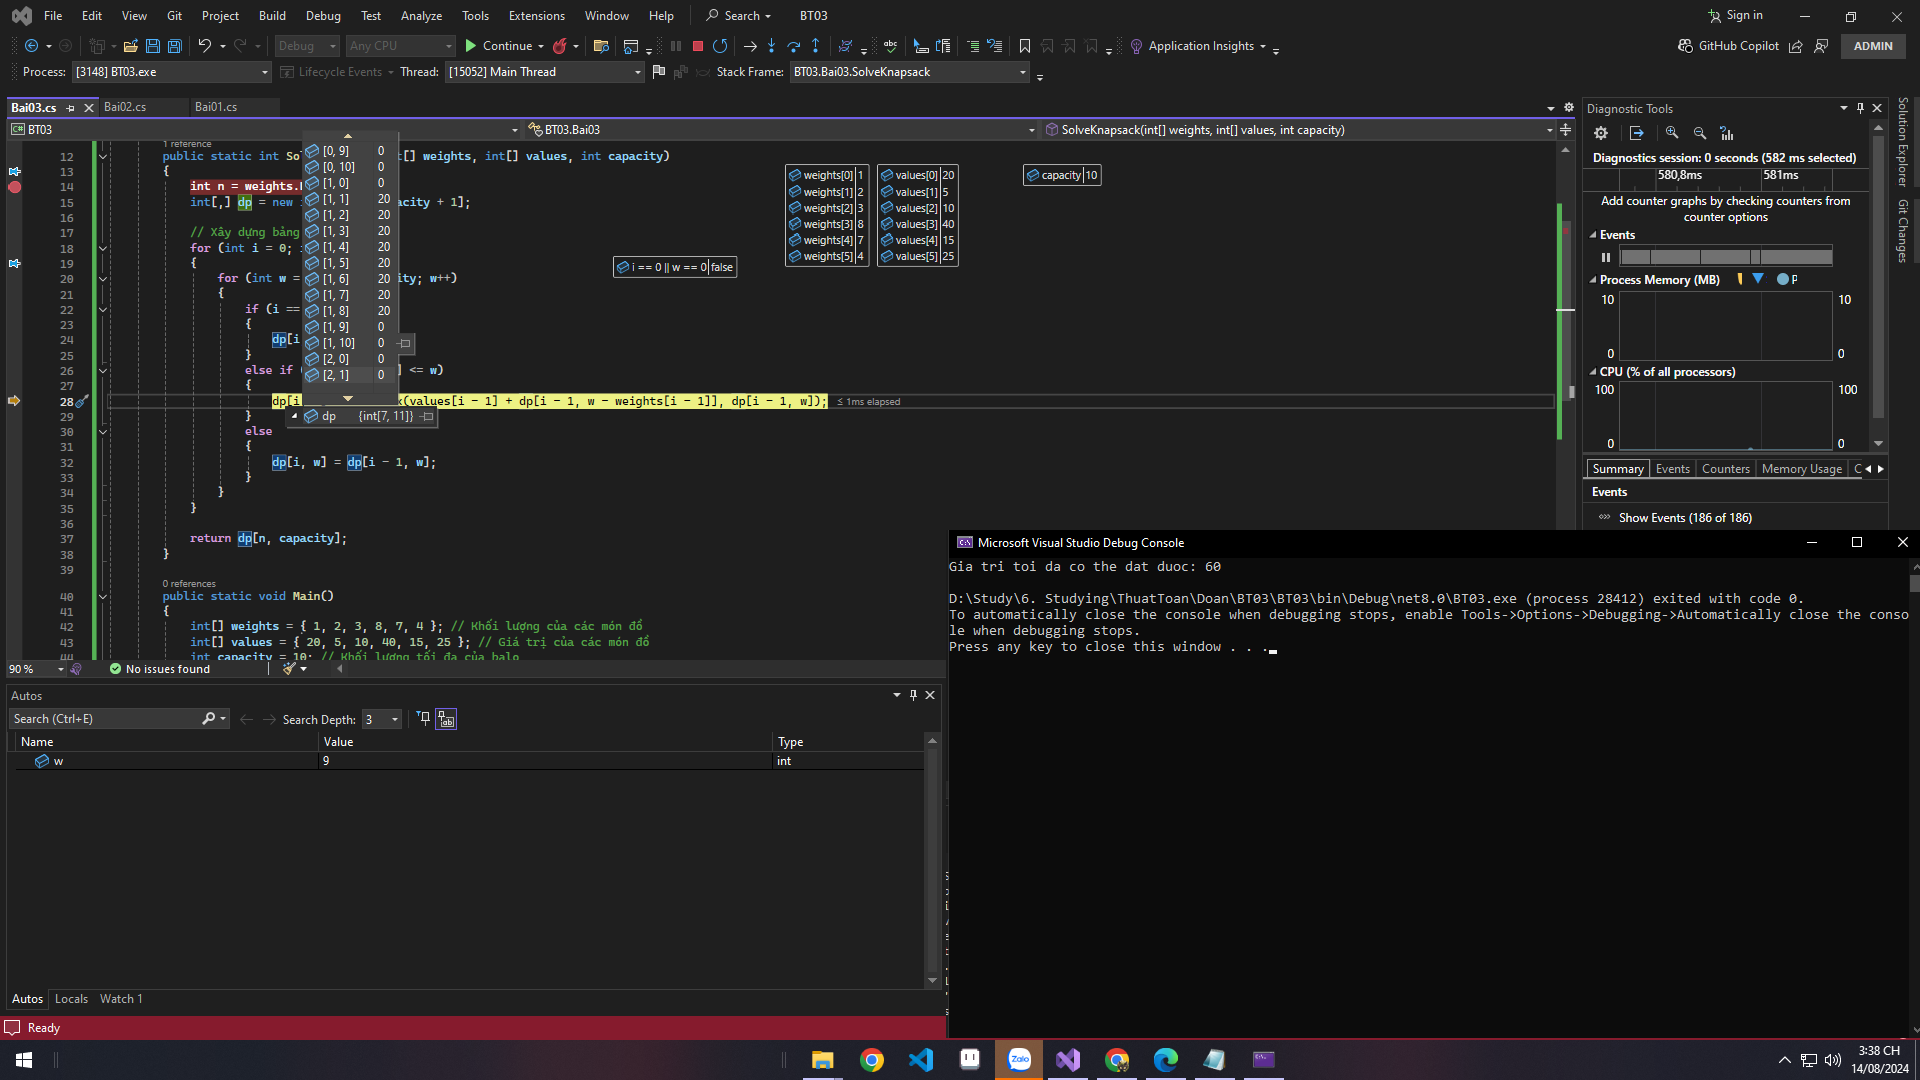 File Edit View Git Project Build Debug Test Analyze Tools Extensions Window Help Search BT03 Sign in
Debug Any CPU Continue Application Insights GitHub Copilot ADMIN
Process: [3148] BT03.exe Lifecycle Events Thread: [15052] Main Thread Stack Frame: BT03.Bai03.SolveKnapsack
Bai03.cs Bai02.cs Bai01.cs
C# BT03 BT03.Bai03 SolveKnapsack(int[] weights, int[] values, int capacity)
1 reference
12 public static int So [] weights, int[] values, int capacity)
13 {
14 int n = weights.
15 int[,] dp = new acity + 1];
16
17 // Xây dựng bảng
18 for (int i = 0;
19 {
20 for (int w = ity; w++)
21 {
22 if (i ==
23 {
24 dp[i
25 }
26 else if ( ] <= w)
27 {
28 dp[i x(values[i - 1] + dp[i - 1, w - weights[i - 1]], dp[i - 1, w]); ≤ 1ms elapsed
29 }
30 else
31 {
32 dp[i, w] = dp[i - 1, w];
33 }
34 }
35 }
36
37 return dp[n, capacity];
38 }
39
0 references
40 public static void Main()
41 {
42 int[] weights = { 1, 2, 3, 8, 7, 4 }; // Khối lượng của các món đồ
43 int[] values = { 20, 5, 10, 40, 15, 25 }; // Giá trị của các món đồ
44 int capacity = 10; // Khối lượng tối đa của balo
[0, 9] 0
[0, 10] 0
[1, 0] 0
[1, 1] 20
[1, 2] 20
[1, 3] 20
[1, 4] 20
[1, 5] 20
[1, 6] 20
[1, 7] 20
[1, 8] 20
[1, 9] 0
[1, 10] 0
[2, 0] 0
[2, 1] 0
dp {int[7, 11]}
i == 0 || w == 0 false
weights[0] 1
weights[1] 2
weights[2] 3
weights[3] 8
weights[4] 7
weights[5] 4
values[0] 20
values[1] 5
values[2] 10
values[3] 40
values[4] 15
values[5] 25
capacity 10
90 % No issues found
Diagnostic Tools
Diagnostics session: 0 seconds (582 ms selected)
580,8ms 581ms
Add counter graphs by checking counters from
counter options
Events
Process Memory (MB) P
10 10
0 0
CPU (% of all processors)
100 100
0 0
Summary Events Counters Memory Usage C
Events
Show Events (186 of 186)
Solution Explorer
Git Changes
Microsoft Visual Studio Debug Console
Gia tri toi da co the dat duoc: 60
D:\Study\6. Studying\ThuatToan\Doan\BT03\BT03\bin\Debug\net8.0\BT03.exe (process 28412) exited with code 0.
To automatically close the console when debugging stops, enable Tools->Options->Debugging->Automatically close the conso
le when debugging stops.
Press any key to close this window . . .
Autos
Search (Ctrl+E) Search Depth: 3
Name Value Type
w 9 int
Autos Locals Watch 1
Ready
Zalo
3:38 CH
14/08/2024